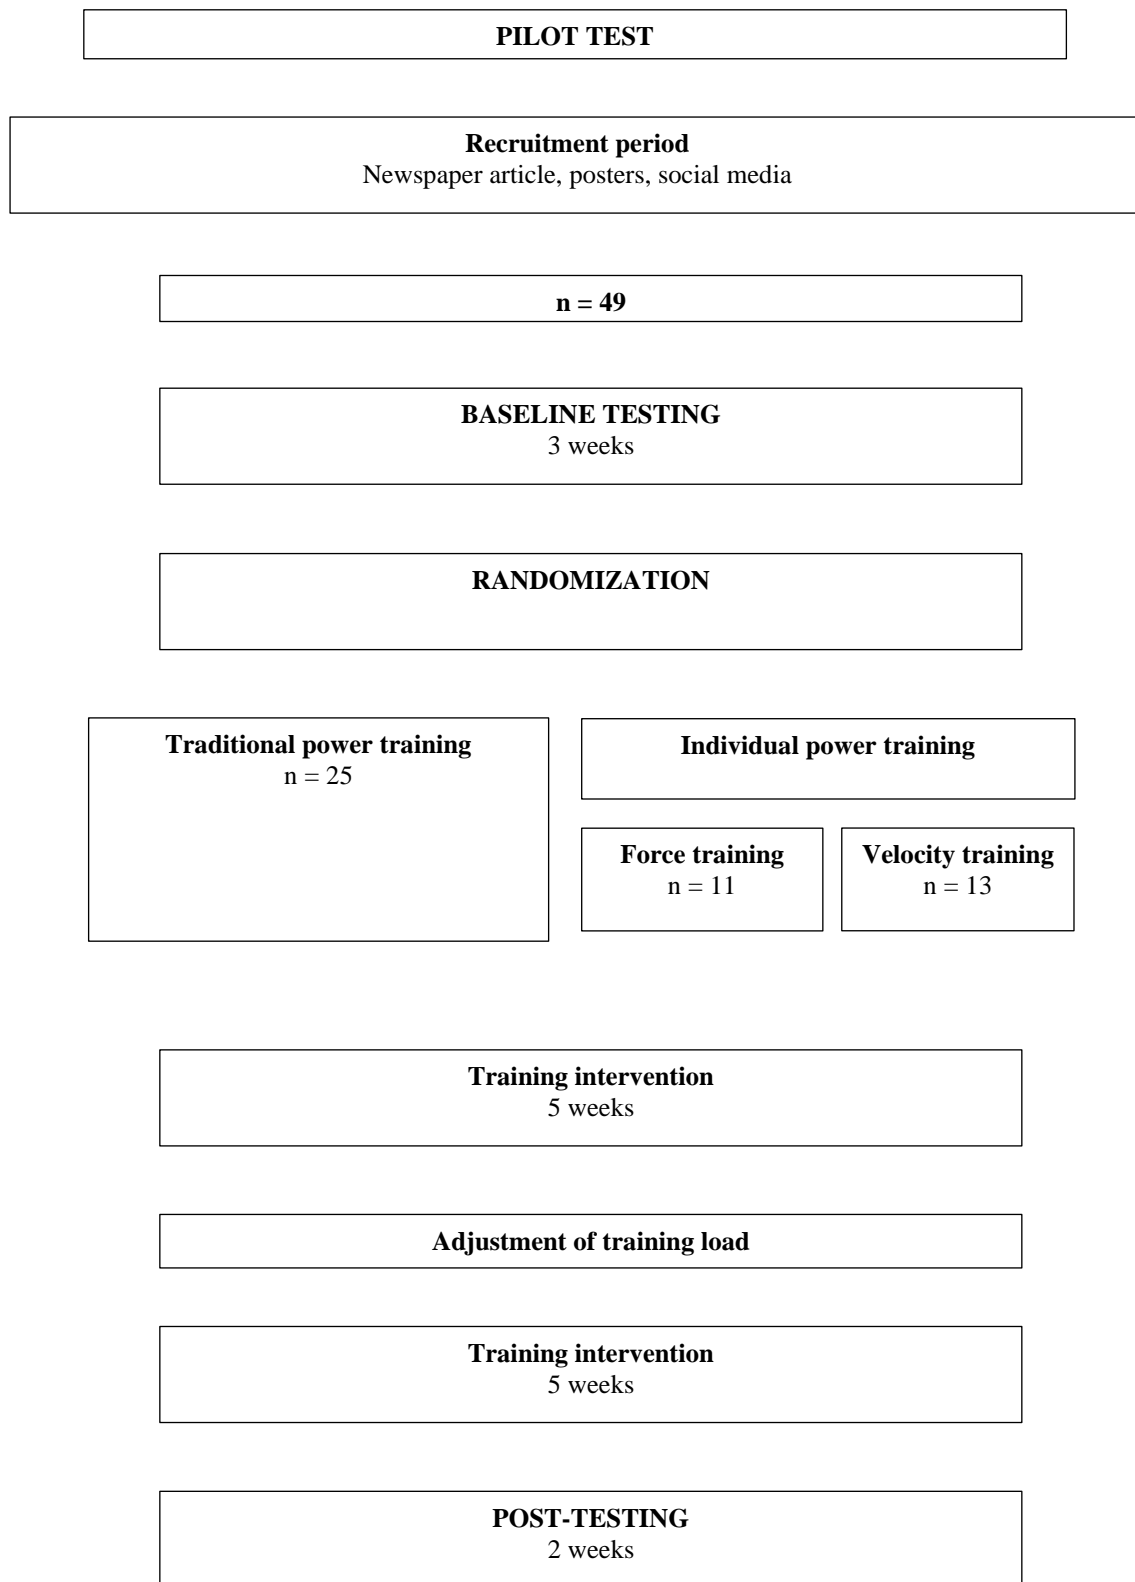 PILOT TEST
Recruitment period
Newspaper article, posters, social media
n = 49
BASELINE TESTING
3 weeks
RANDOMIZATION
Traditional power training
n = 25
Individual power training
Force training
n = 11
Velocity training
n = 13
Training intervention
5 weeks
Adjustment of training load
Training intervention
5 weeks
POST-TESTING
2 weeks